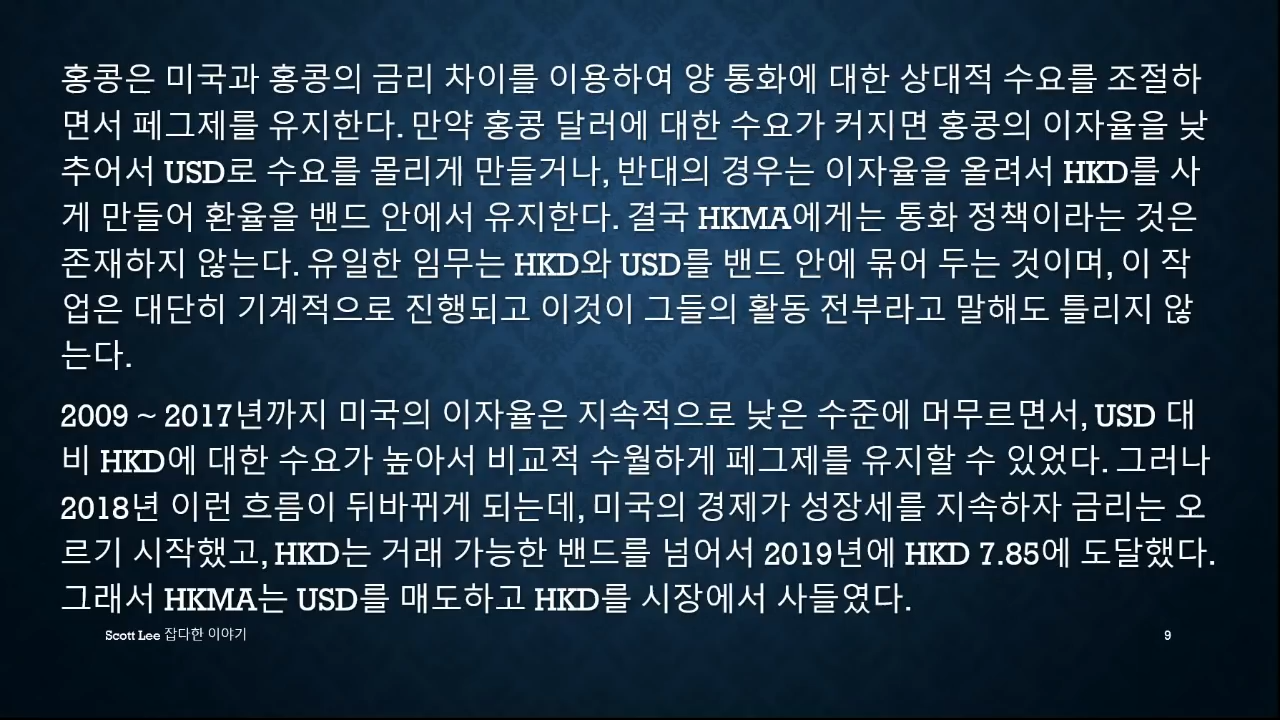 홍콩은 미국과 홍콩의 금리 차이를 이용하여 양 통화에 대한 상대적 수요를 조절하
면서 페그제를 유지한다. 만약 홍콩 달러에 대한 수요가 커지면 홍콩의 이자율을 낮
추어서 USD로 수요를 몰리게 만들거나, 반대의 경우는 이자율을 올려서 HKD를 사
게 만들어 환율을 밴드 안에서 유지한다. 결국 HKMA에게는 통화 정책이라는 것은
존재하지 않는다. 유일한 임무는 HKD와 USD를 밴드 안에 묶어 두는 것이며, 이 작
업은 대단히 기계적으로 진행되고 이것이 그들의 활동 전부라고 말해도 틀리지 않
는다.
2009 ~ 2017년까지 미국의 이자율은 지속적으로 낮은 수준에 머무르면서, USD 대
비 HKD에 대한 수요가 높아서 비교적 수월하게 페그제를 유지할 수 있었다. 그러나
2018년 이런 흐름이 뒤바뀌게 되는데, 미국의 경제가 성장세를 지속하자 금리는 오
르기 시작했고, HKD는 거래 가능한 밴드를 넘어서 2019년에 HKD 7.85에 도달했다.
그래서 HKMA는 USD를 매도하고 HKD를 시장에서 사들였다.
Scott Lee 잡다한 이야기
9